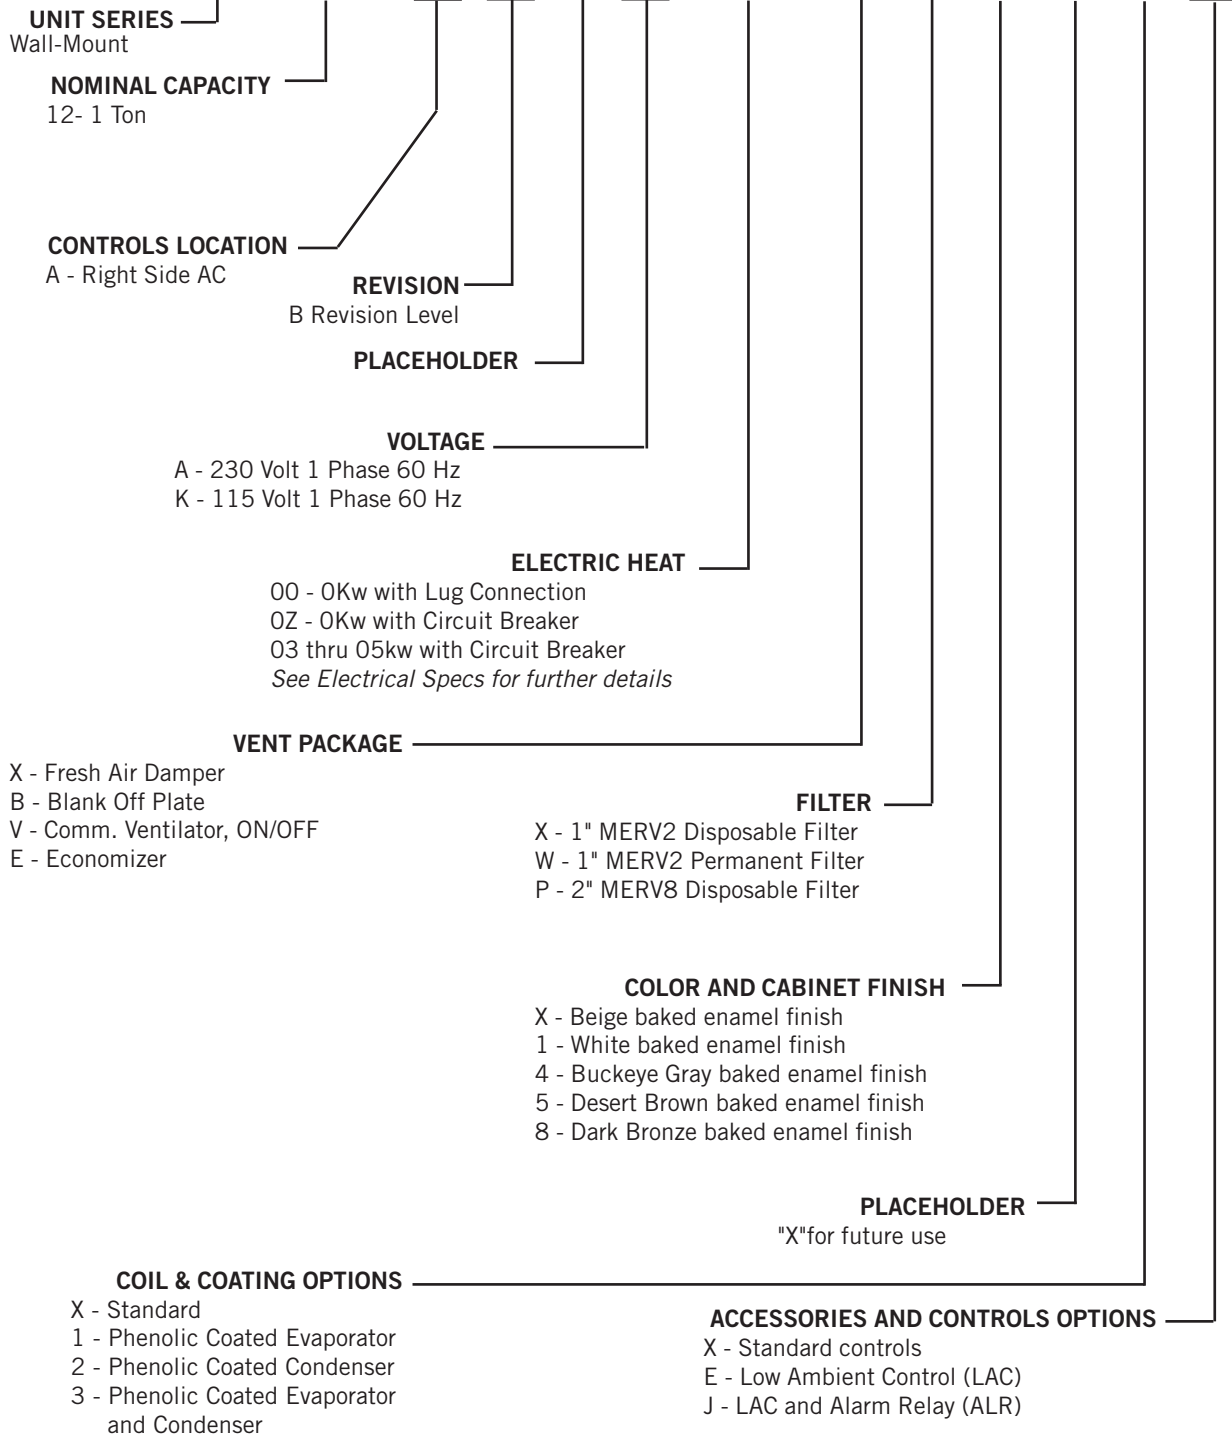 UNIT SERIES
Wall-Mount
NOMINAL CAPACITY
12- 1 Ton
CONTROLS LOCATION
A - Right Side AC
REVISION
B Revision Level
PLACEHOLDER
VOLTAGE
A - 230 Volt 1 Phase 60 Hz
K - 115 Volt 1 Phase 60 Hz
ELECTRIC HEAT
00 - 0Kw with Lug Connection
0Z - 0Kw with Circuit Breaker
03 thru 05kw with Circuit Breaker
See Electrical Specs for further details
VENT PACKAGE
X - Fresh Air Damper
B - Blank Off Plate
V - Comm. Ventilator, ON/OFF
E - Economizer
FILTER
X - 1" MERV2 Disposable Filter
W - 1" MERV2 Permanent Filter
P - 2" MERV8 Disposable Filter
COLOR AND CABINET FINISH
X - Beige baked enamel finish
1 - White baked enamel finish
4 - Buckeye Gray baked enamel finish
5 - Desert Brown baked enamel finish
8 - Dark Bronze baked enamel finish
PLACEHOLDER
"X"for future use
COIL & COATING OPTIONS
X - Standard
1 - Phenolic Coated Evaporator
2 - Phenolic Coated Condenser
3 - Phenolic Coated Evaporator
and Condenser
ACCESSORIES AND CONTROLS OPTIONS
X - Standard controls
E - Low Ambient Control (LAC)
J - LAC and Alarm Relay (ALR)